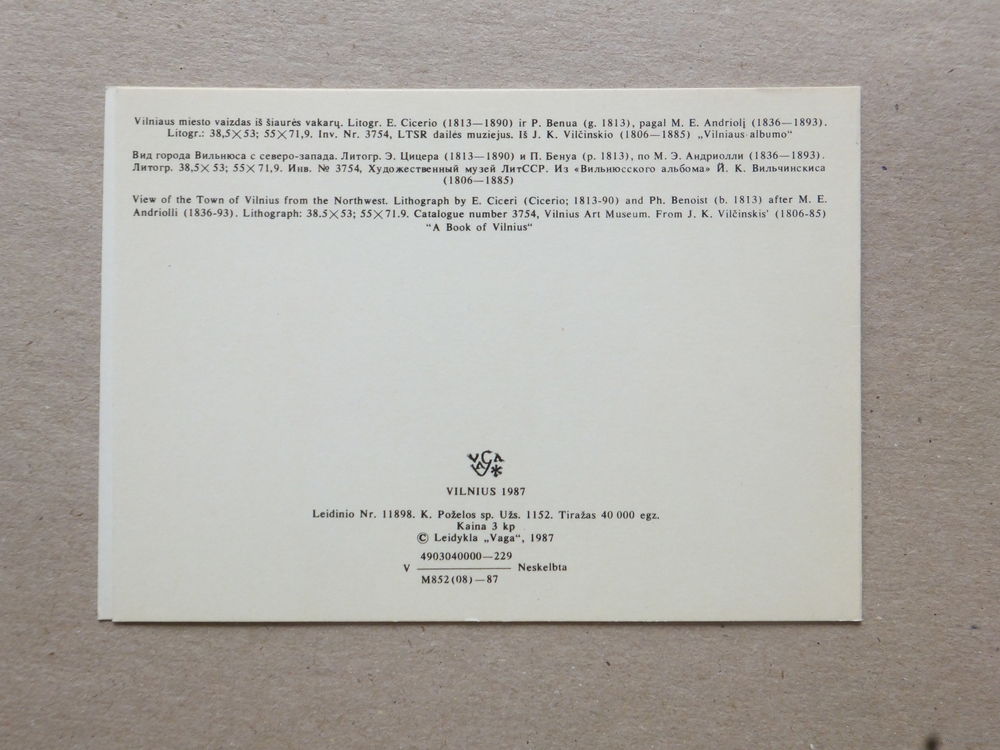 Vilniaus miesto vaizdas iš šiaurės vakarų. Litogr. E. Cicerio (1813—1890) ir P. Benua (g. 1813), pagal M. E. Andriolį (1836—1893).
Litogr.: 38,5×53; 55×71,9. Inv. Nr. 3754, LTSR dailės muziejus. Iš J. K. Vilčinskio (1806—1885) „Vilniaus albumo“
Вид города Вильнюса с северо-запада. Литогр. Э. Цицера (1813—1890) и П. Бенуа (р. 1813), по М. Э. Андриолли (1836—1893).
Литогр. 38,5×53; 55×71,9. Инв. № 3754, Художественный музей ЛитССР. Из «Вильнюсского альбома» Й. К. Вильчинскиса
(1806—1885)
View of the Town of Vilnius from the Northwest. Lithograph by E. Ciceri (Cicerio; 1813-90) and Ph. Benoist (b. 1813) after M. E.
Andriolli (1836-93). Lithograph: 38.5×53; 55×71.9. Catalogue number 3754, Vilnius Art Museum. From J. K. Vilčinskis' (1806-85)
“A Book of Vilnius“
VAGA
VILNIUS 1987
Leidinio Nr. 11898. K. Poželos sp. Užs. 1152. Tiražas 40 000 egz.
Kaina 3 kp
© Leidykla „Vaga“, 1987
4903040000—229
V ——— Neskelbta
M852(08)—87